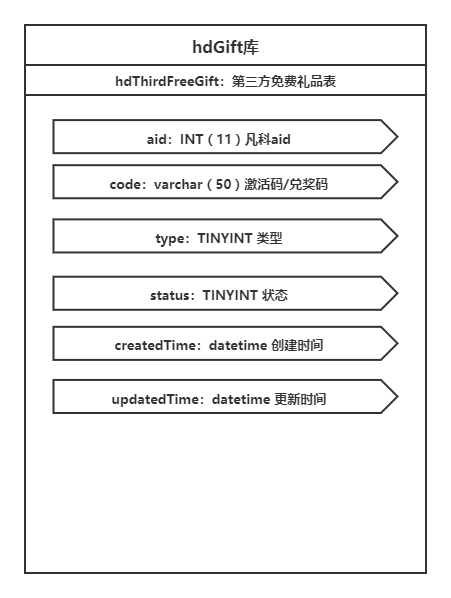 hdGift库
hdThirdFreeGift：第三方免费礼品表
aid：INT（11）凡科aid
code：varchar（50）激活码/兑奖码
type：TINYINT 类型
status：TINYINT 状态
createdTime：datetime 创建时间
updatedTime：datetime 更新时间